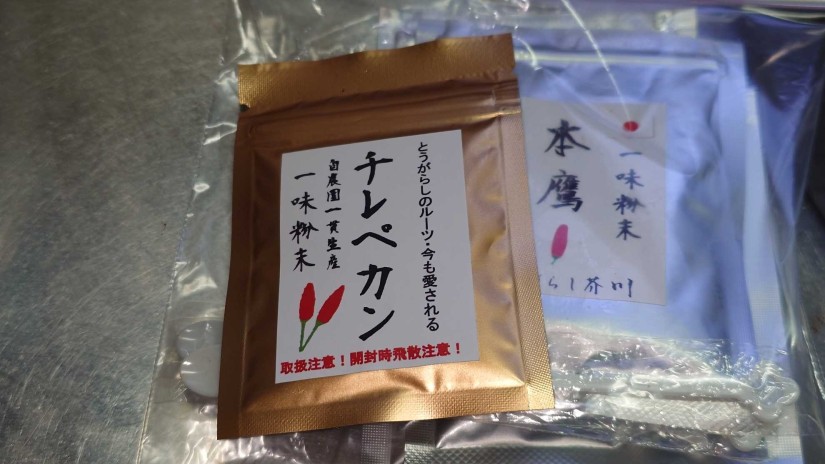 とうがらしのルーツ・今も愛される
チレペカン
自農園一貫生産
一味粉末
取扱注意！開封時飛散注意！
一味粉末
本鷹
らし芥川